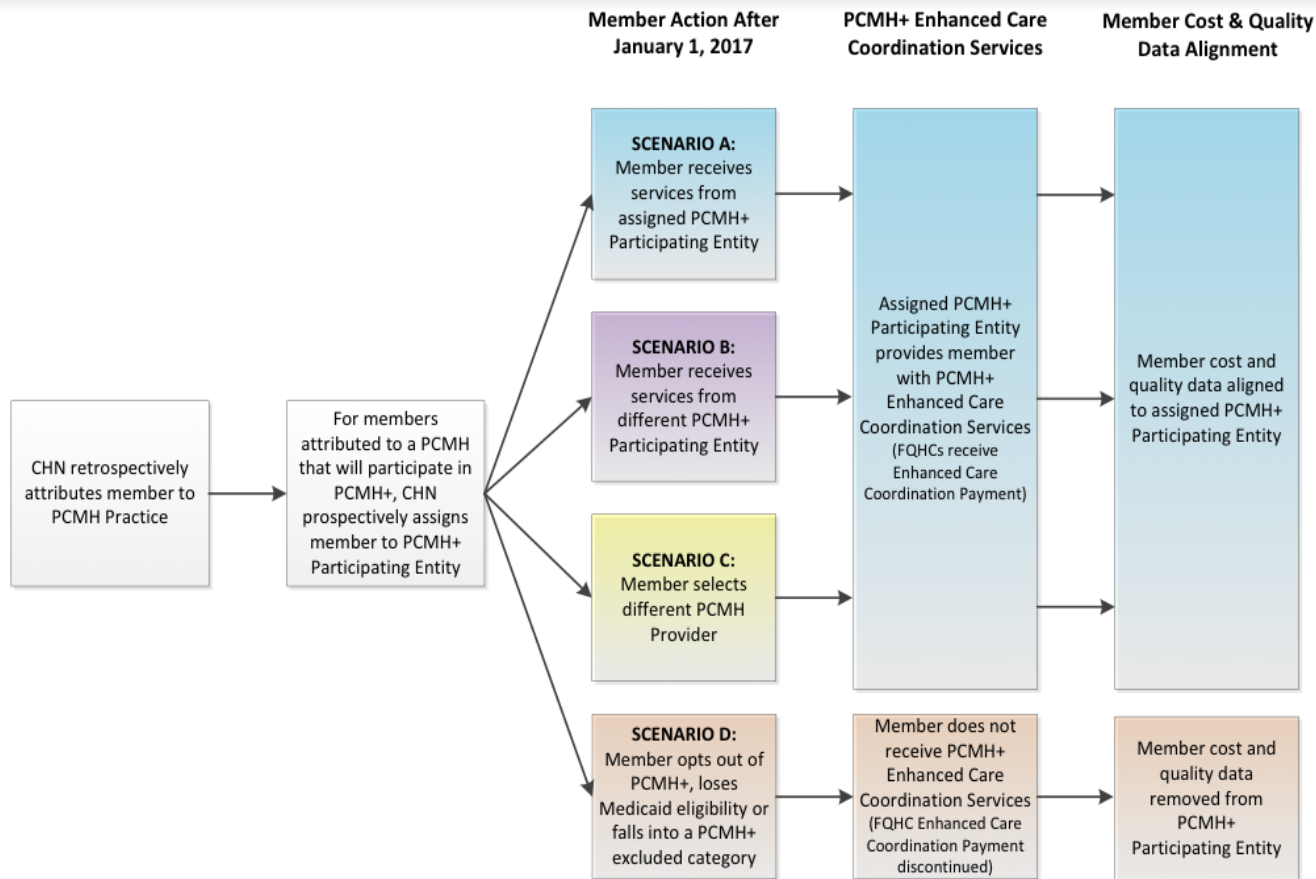 Member Action After
January 1, 2017
PCMH+ Enhanced Care
Coordination Services
Member Cost & Quality
Data Alignment
CHN retrospectively
attributes member to
PCMH Practice
For members
attributed to a PCMH
that will participate in
PCMH+, CHN
prospectively assigns
member to PCMH+
Participating Entity
SCENARIO A:
Member receives
services from
assigned PCMH+
Participating Entity
SCENARIO B:
Member receives
services from
different PCMH+
Participating Entity
SCENARIO C:
Member selects
different PCMH
Provider
SCENARIO D:
Member opts out of
PCMH+, loses
Medicaid eligibility or
falls into a PCMH+
excluded category
Assigned PCMH+
Participating Entity
provides member
with PCMH+
Enhanced Care
Coordination Services
(FQHCs receive
Enhanced Care
Coordination Payment)
Member does not
receive PCMH+
Enhanced Care
Coordination Services
(FQHC Enhanced Care
Coordination Payment
discontinued)
Member cost and
quality data aligned
to assigned PCMH+
Participating Entity
Member cost and
quality data
removed from
PCMH+
Participating Entity